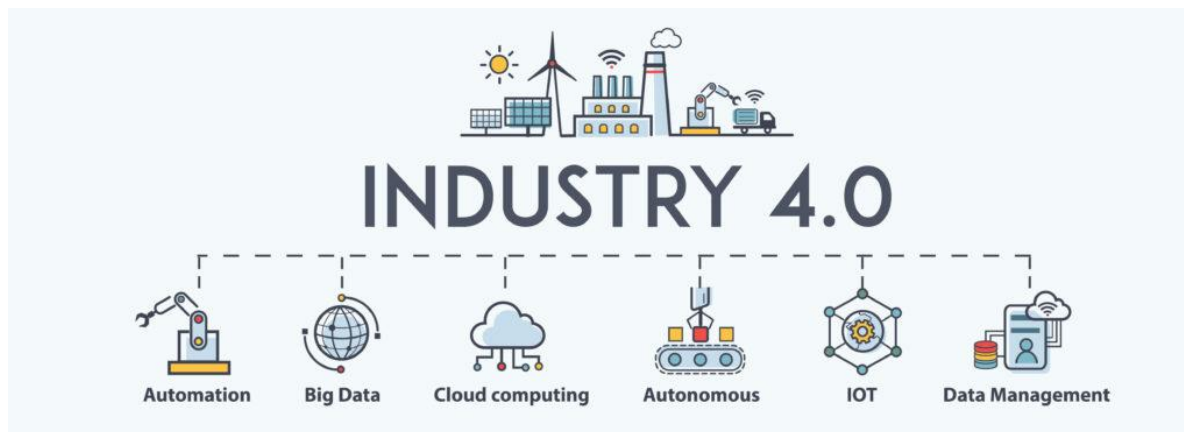 INDUSTRY 4.0
Automation
Big Data
Cloud computing
Autonomous
IOT
Data Management